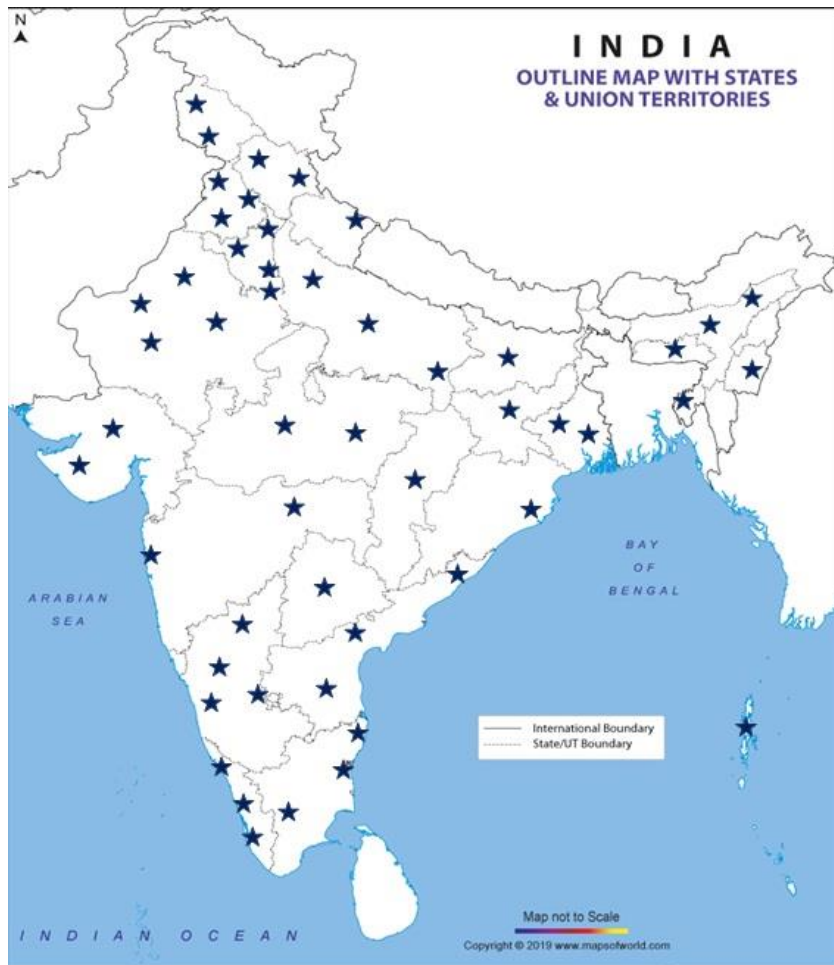 N
INDIA
OUTLINE MAP WITH STATES
& UNION TERRITORIES
BAY
OF
BENGAL
ARABIAN
SEA
International Boundary
State/UT Boundary
Map not to Scale
INDIAN OCEAN
Copyright © 2019 www.mapsofworld.com